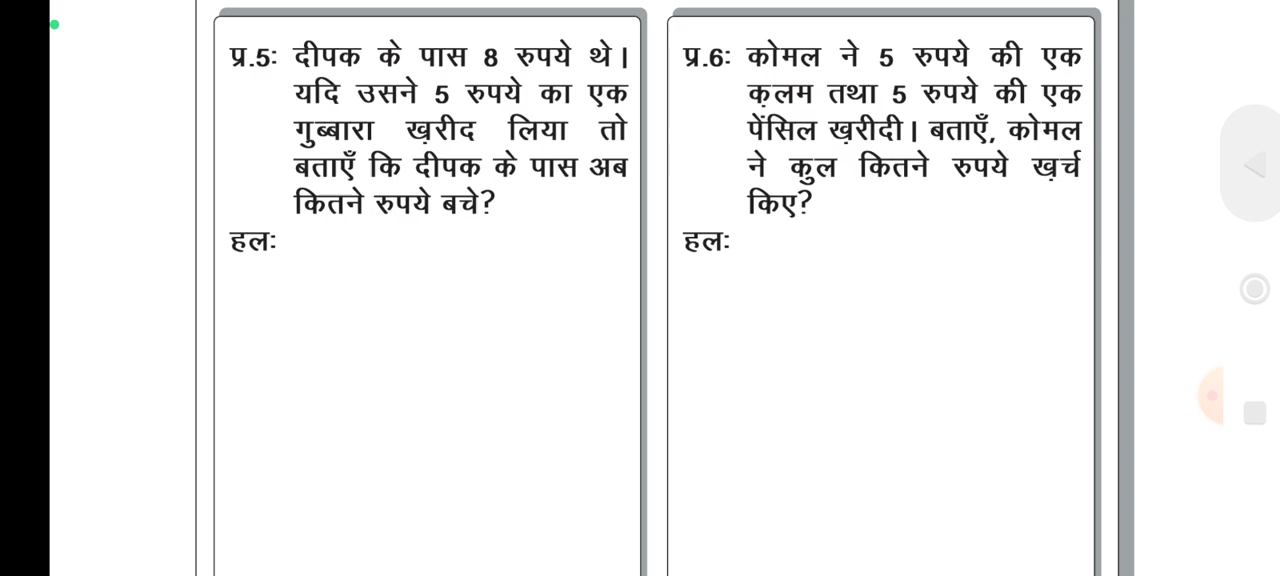 प्र.5: दीपक के पास 8 रुपये थे।
यदि उसने 5 रुपये का एक
गुब्बारा ख़रीद लिया तो
बताएँ कि दीपक के पास अब
कितने रुपये बचे?
हल:
प्र.6: कोमल ने 5 रुपये की एक
क़लम तथा 5 रुपये की एक
पेंसिल ख़रीदी। बताएँ, कोमल
ने कुल कितने रुपये ख़र्च
किए?
हल: